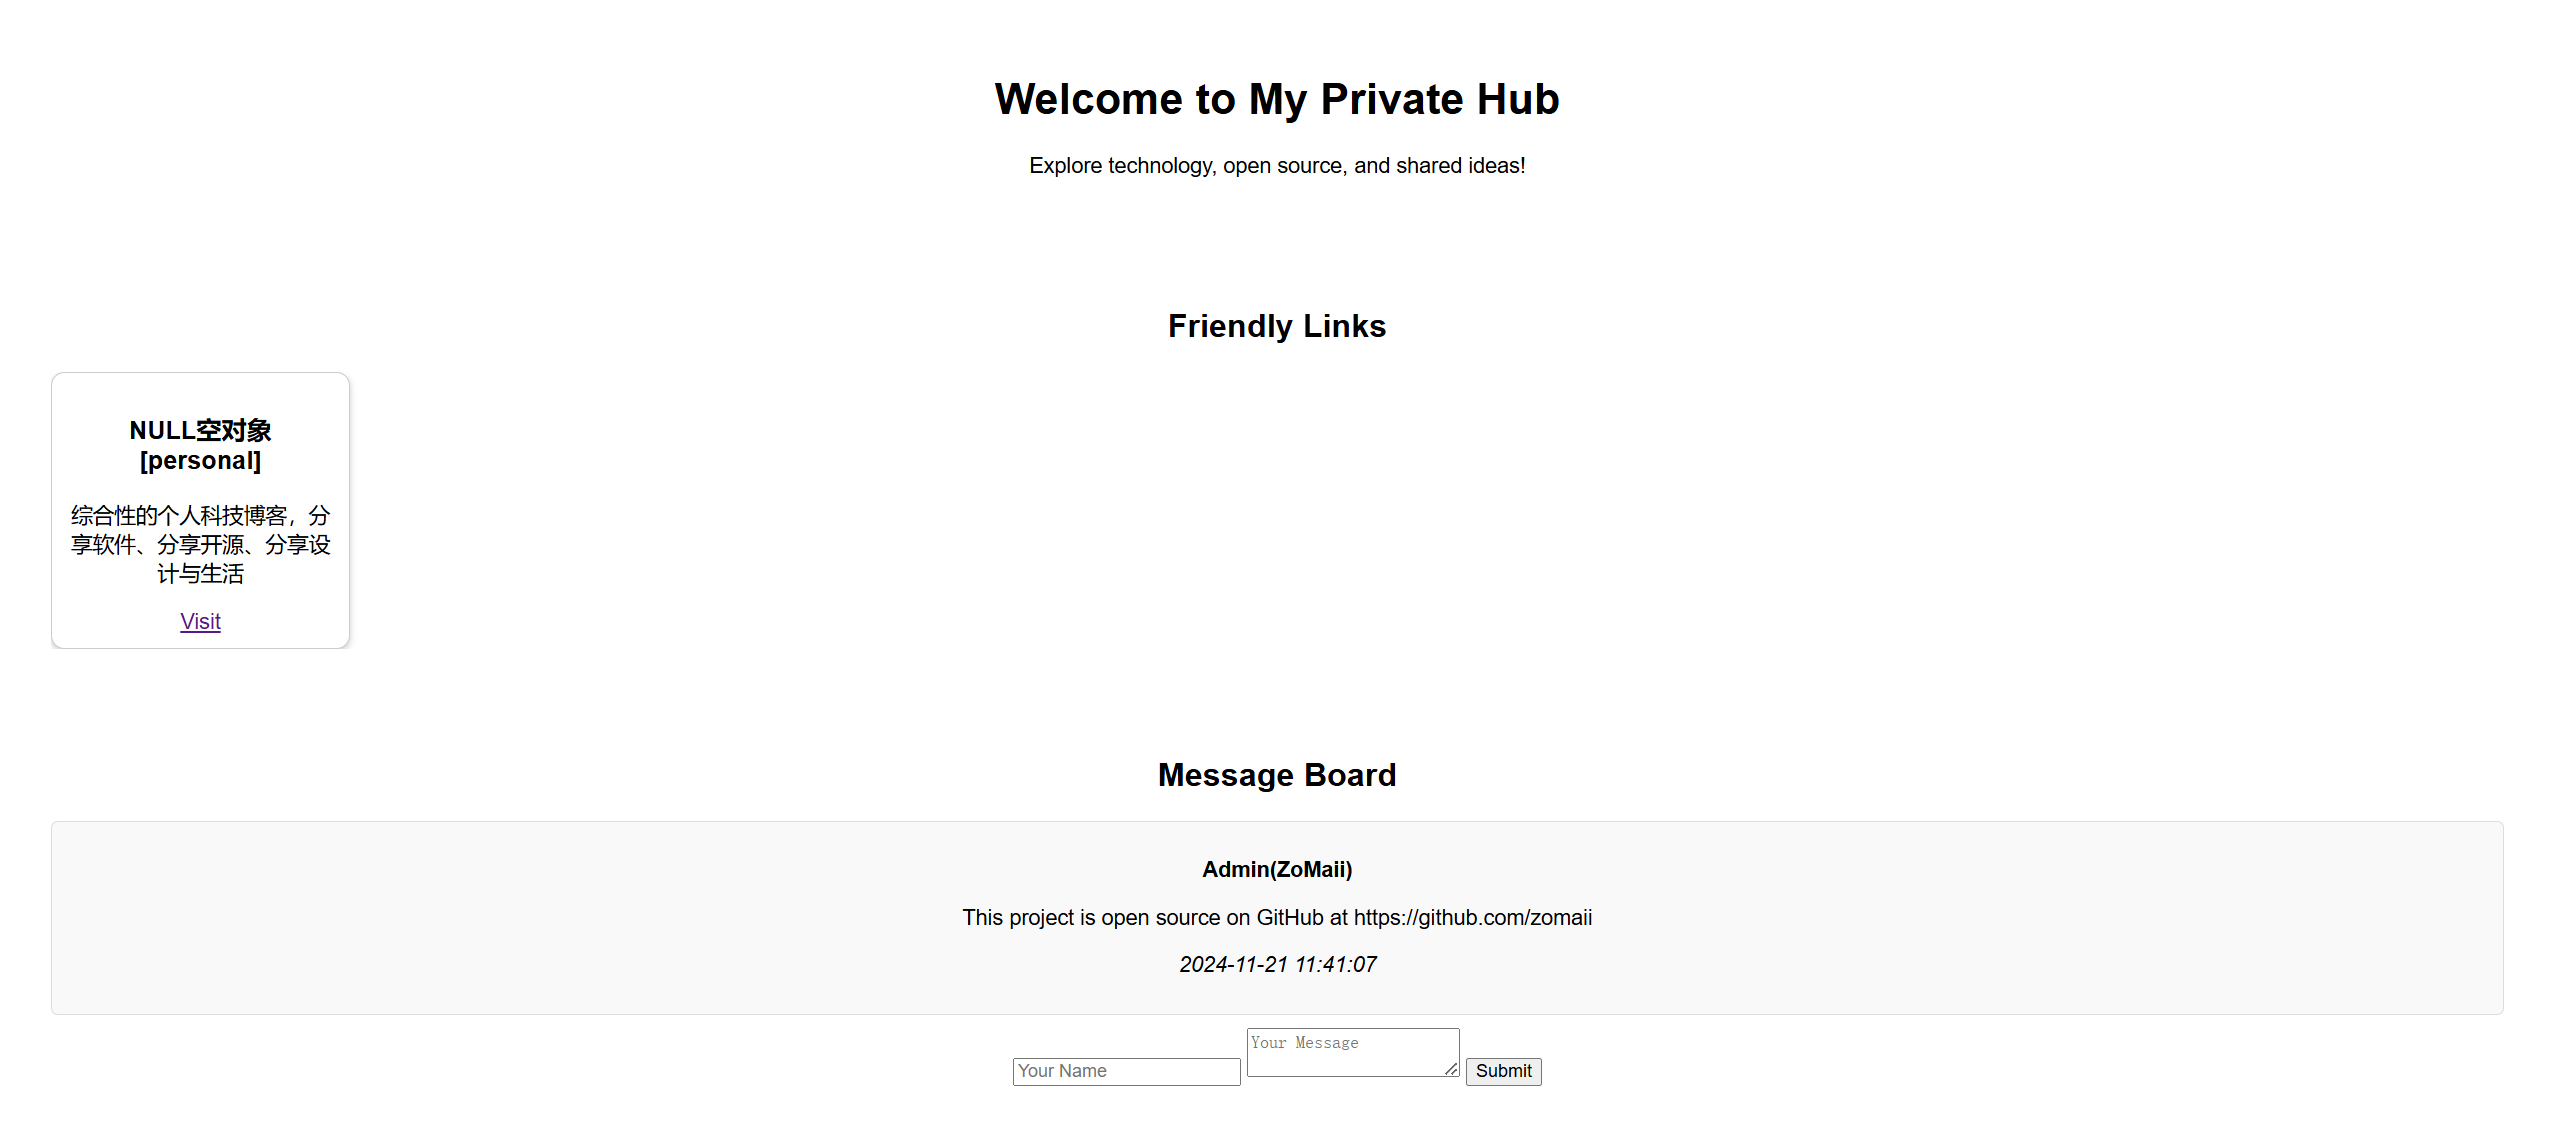 Welcome to My Private Hub
Explore technology, open source, and shared ideas!
Friendly Links
NULL空对象
[personal]
综合性的个人科技博客，分
享软件、分享开源、分享设
计与生活
Visit
Message Board
Admin(ZoMaii)
This project is open source on GitHub at https://github.com/zomaii
2024-11-21 11:41:07
Your Name
Your Message
Submit